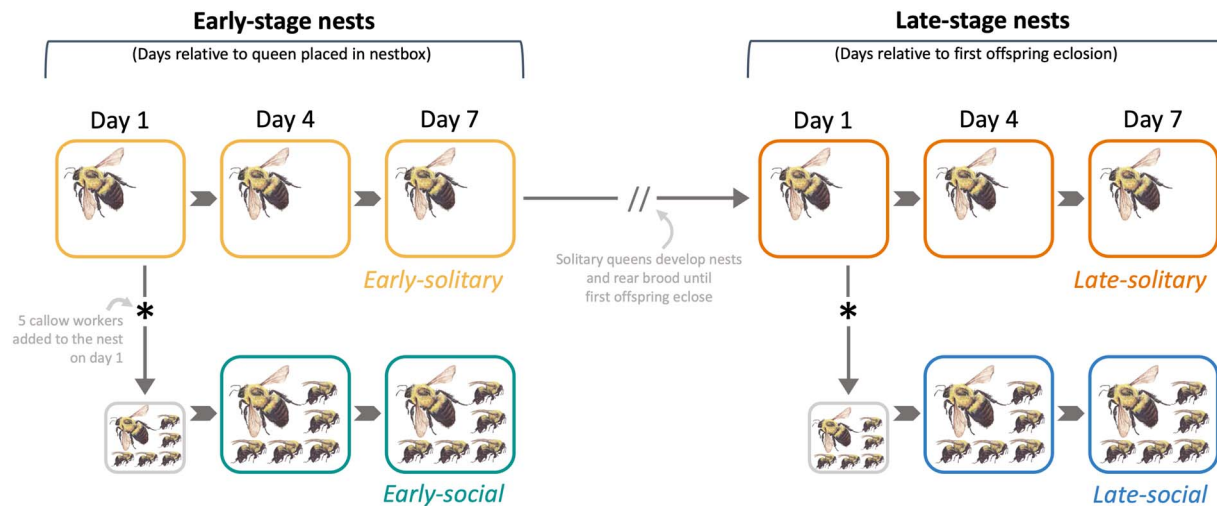 Early-stage nests
(Days relative to queen placed in nestbox)
Day 1
Day 4
Day 7
Early-solitary
*
5 callow workers
added to the nest
on day 1
Early-social
//
Solitary queens develop nests
and rear brood until
first offspring eclose
Late-stage nests
(Days relative to first offspring eclosion)
Day 1
Day 4
Day 7
Late-solitary
*
Late-social